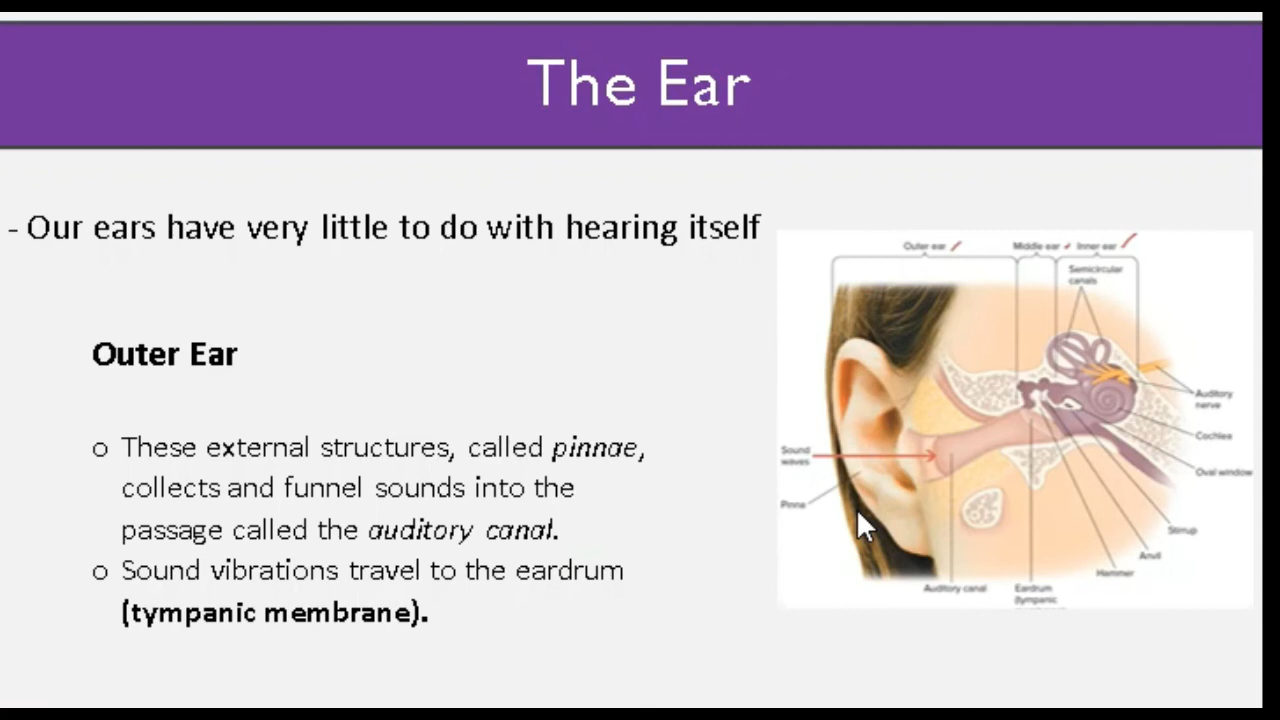 The Ear
- Our ears have very little to do with hearing itself
Outer Ear
o These external structures, called pinnae,
collects and funnel sounds into the
passage called the auditory canal.
o Sound vibrations travel to the eardrum
(tympanic membrane).
Outer ear
Middle ear
Inner ear
Semicircular
canals
Auditory
nerve
Cochlea
Oval window
Stirrup
Anvil
Hammer
Sound
waves
Pinna
Auditory canal
Eardrum
(tympanic